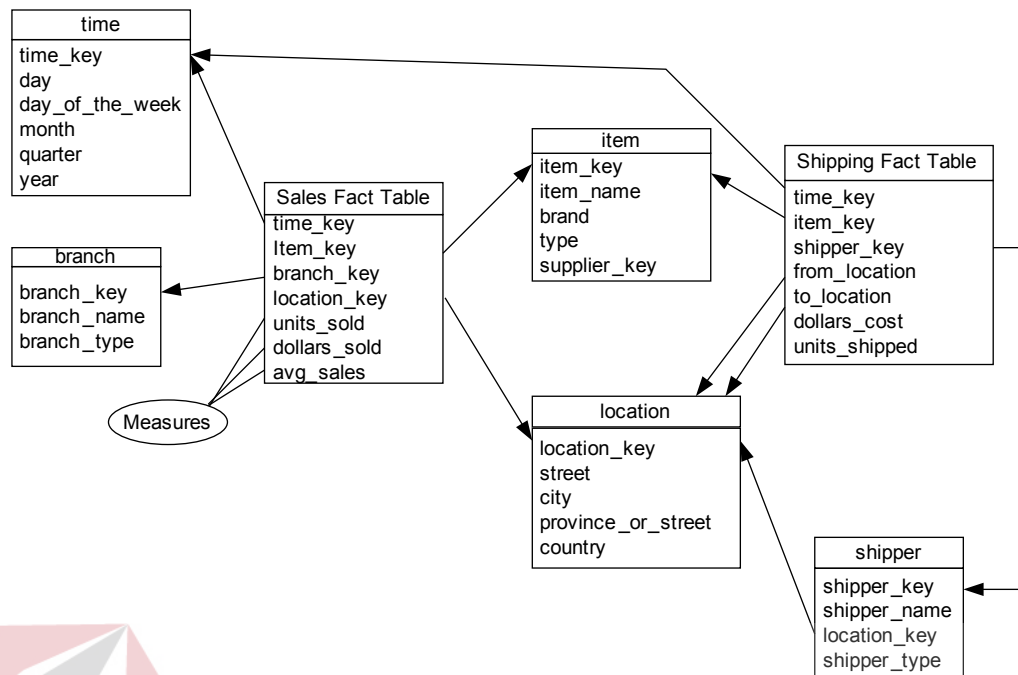 time
time_key
day
day_of_the_week
month
quarter
year
branch
branch_key
branch_name
branch_type
Measures
Sales Fact Table
time_key
Item_key
branch_key
location_key
units_sold
dollars_sold
avg_sales
item
item_key
item_name
brand
type
supplier_key
location
location_key
street
city
province_or_street
country
Shipping Fact Table
time_key
item_key
shipper_key
from_location
to_location
dollars_cost
units_shipped
shipper
shipper_key
shipper_name
location_key
shipper_type